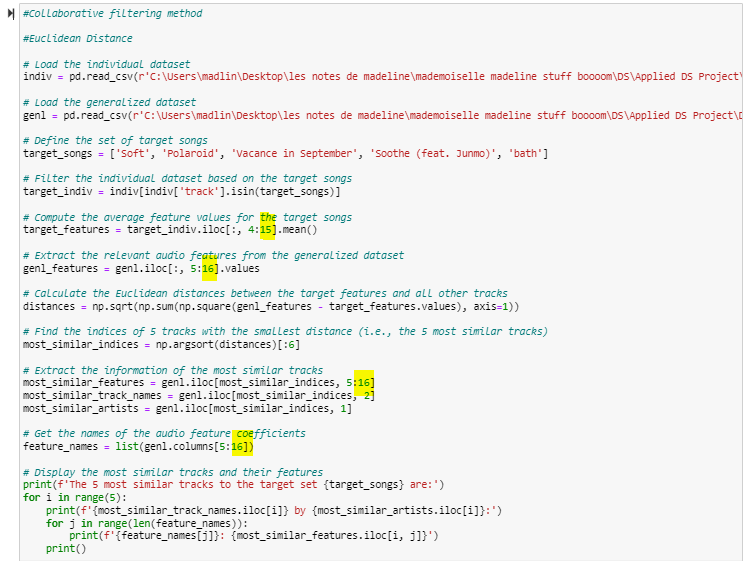 #Collaborative filtering method
#Euclidean Distance
# Load the individual dataset
indiv = pd.read_csv(r'C:\Users\madlin\Desktop\les notes de madeline\mademoiselle madeline stuff boooom\DS\Applied DS Project\
# Load the generalized dataset
genl = pd.read_csv(r'C:\Users\madlin\Desktop\les notes de madeline\mademoiselle madeline stuff boooom\DS\Applied DS Project\D
# Define the set of target songs
target_songs = ['Soft', 'Polaroid', 'Vacance in September', 'Soothe (feat. Junmo)', 'bath']
# Filter the individual dataset based on the target songs
target_indiv = indiv[indiv['track'].isin(target_songs)]
# Compute the average feature values for the target songs
target_features = target_indiv.iloc[:, 4:15].mean()
# Extract the relevant audio features from the generalized dataset
genl_features = genl.iloc[:, 5:16].values
# Calculate the Euclidean distances between the target features and all other tracks
distances = np.sqrt(np.sum(np.square(genl_features - target_features.values), axis=1))
# Find the indices of 5 tracks with the smallest distance (i.e., the 5 most similar tracks)
most_similar_indices = np.argsort(distances)[:6]
# Extract the information of the most similar tracks
most_similar_features = genl.iloc[most_similar_indices, 5:16]
most_similar_track_names = genl.iloc[most_similar_indices, 2]
most_similar_artists = genl.iloc[most_similar_indices, 1]
# Get the names of the audio feature coefficients
feature_names = list(genl.columns[5:16])
# Display the most similar tracks and their features
print(f'The 5 most similar tracks to the target set {target_songs} are:')
for i in range(5):
    print(f'{most_similar_track_names.iloc[i]} by {most_similar_artists.iloc[i]}:')
    for j in range(len(feature_names)):
        print(f'{feature_names[j]}: {most_similar_features.iloc[i, j]}')
    print()